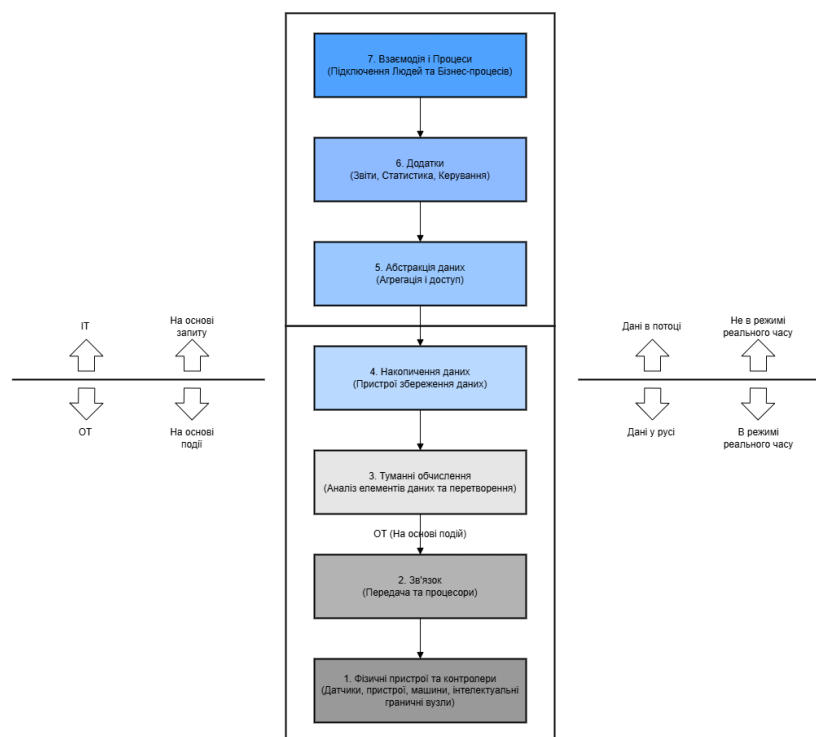 7. Взаємодія і Процеси
(Підключення Людей та Бізнес-процесів)
6. Додатки
(Звіти, Статистика, Керування)
5. Абстракція даних
(Агрегація і доступ)
ІТ
На основі
запиту
Дані в потоці
Не в режимі
реального часу
4. Накопичення даних
(Пристрої збереження даних)
ОТ
На основі
події
Дані у русі
В режимі
реального часу
3. Туманні обчислення
(Аналіз елементів даних та перетворення)
ОТ (На основі подій)
2. Зв'язок
(Передача та процесори)
1. Фізичні пристрої та контролери
(Датчики, пристрої, машини, інтелектуальні
граничні вузли)